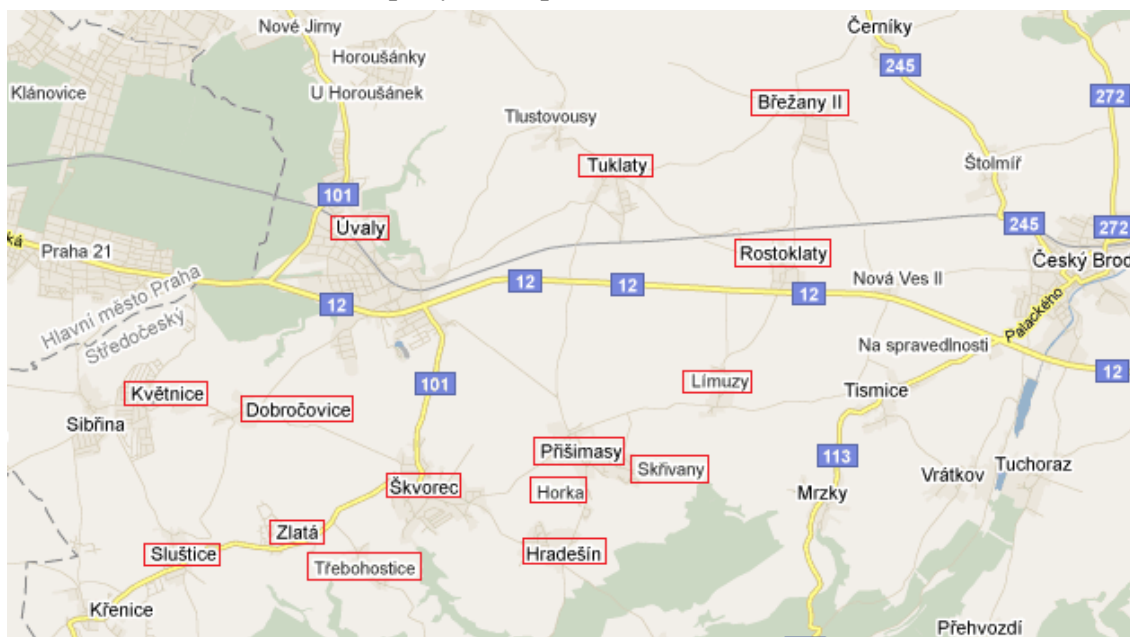 Nové Jirny
Černíky
Horoušánky
245
Klánovice
U Horoušánek
Břežany II
272
Tlustovousy
Tuklaty
Štolmíř
101
Úvaly
245
272
ká
Praha 21
Rostoklaty
Český Brod
Nová Ves II
12
12
12
12
Hlavní město Praha
Středočeský
Palackého
Na spravedlnosti
12
Květnice
101
Límuzy
Tismice
Dobročovice
Sibřina
Přišimasy
113
Skřivany
Tuchoraz
Vrátkov
Škvorec
Horka
Mrzky
Zlatá
Sluštice
Hradešín
Třebohostice
Křenice
Přehvozdí